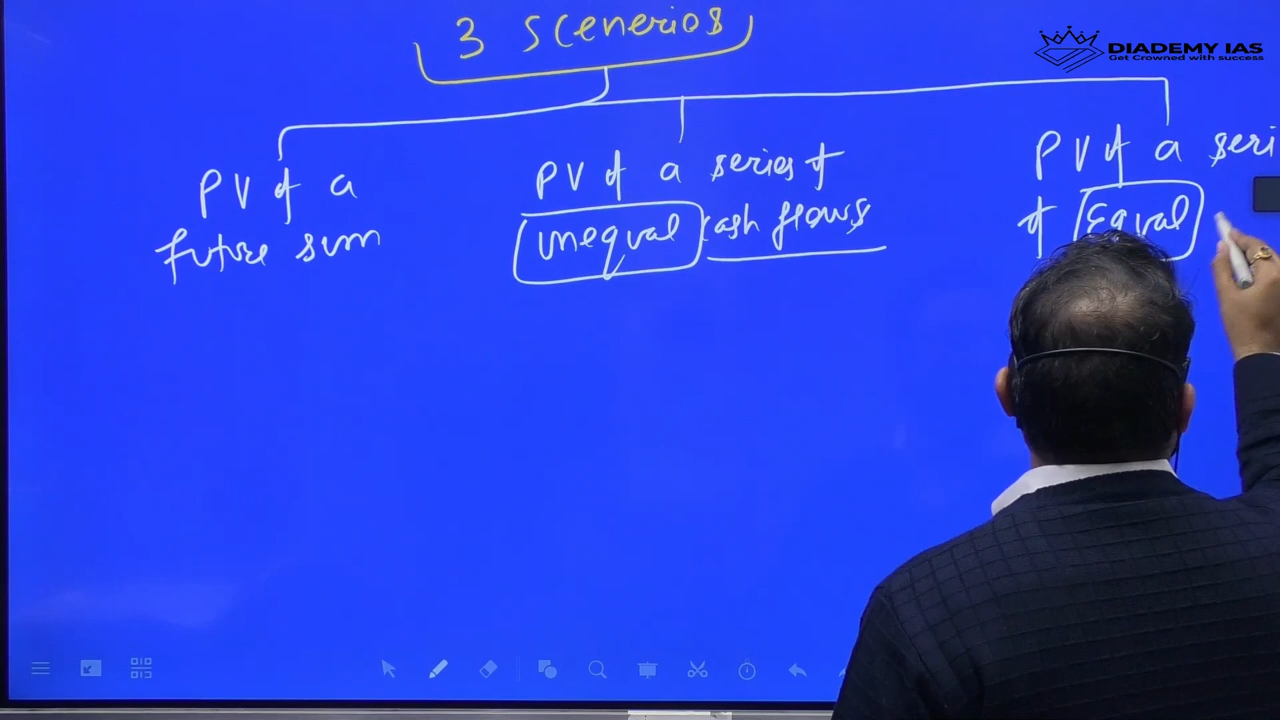 3 scenerios
DIADEMY IAS
Get Crowned with success
PV of a
future sum
PV of a series of
unequal cash flows
PV of a seri
of Equal